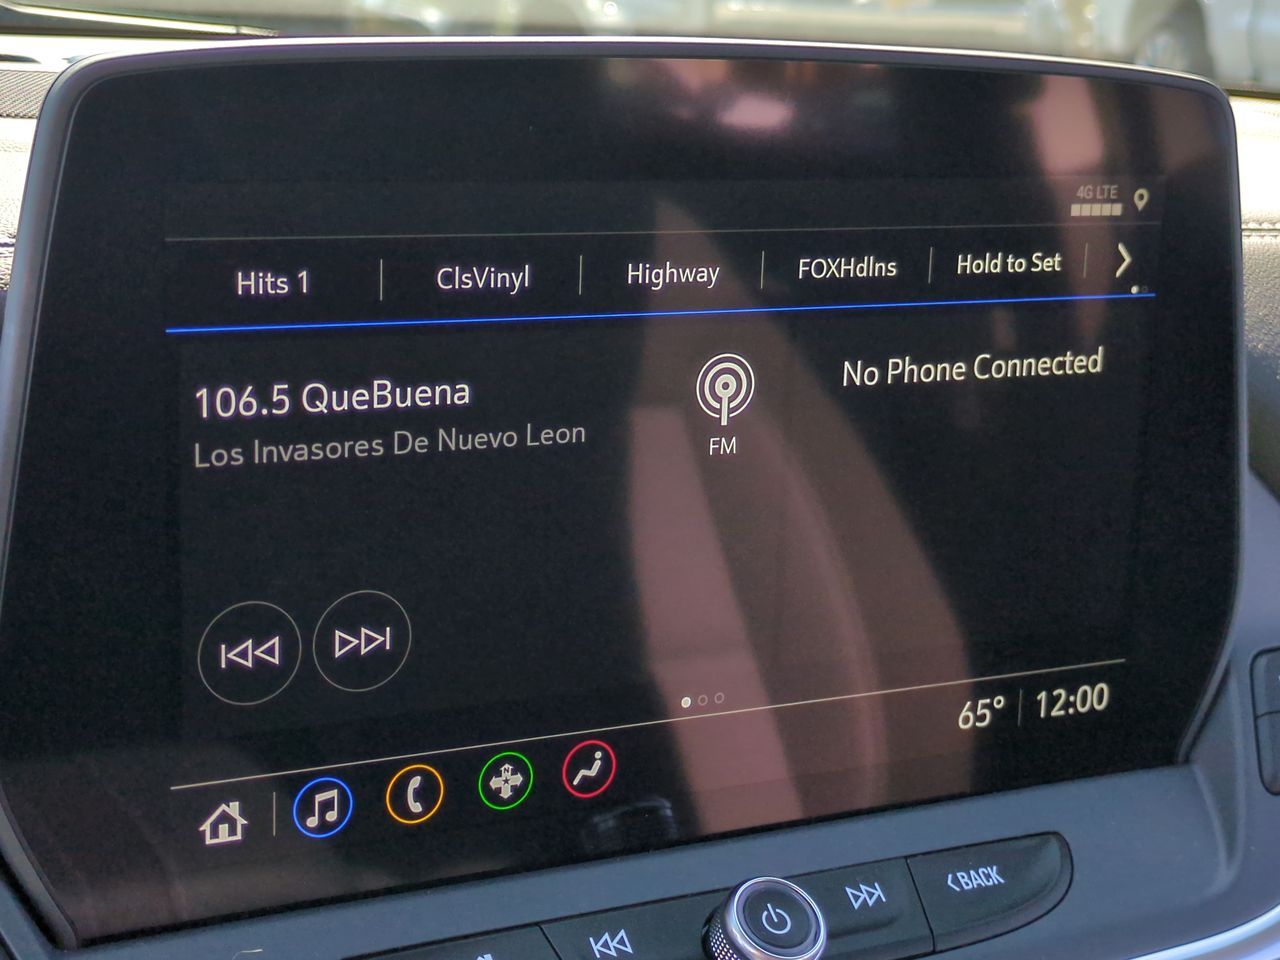 4G LTE
Hits 1 ClsVinyl Highway FOXHdlns Hold to Set
106.5 QueBuena
Los Invasores De Nuevo Leon
FM
No Phone Connected
65° 12:00
N
BACK